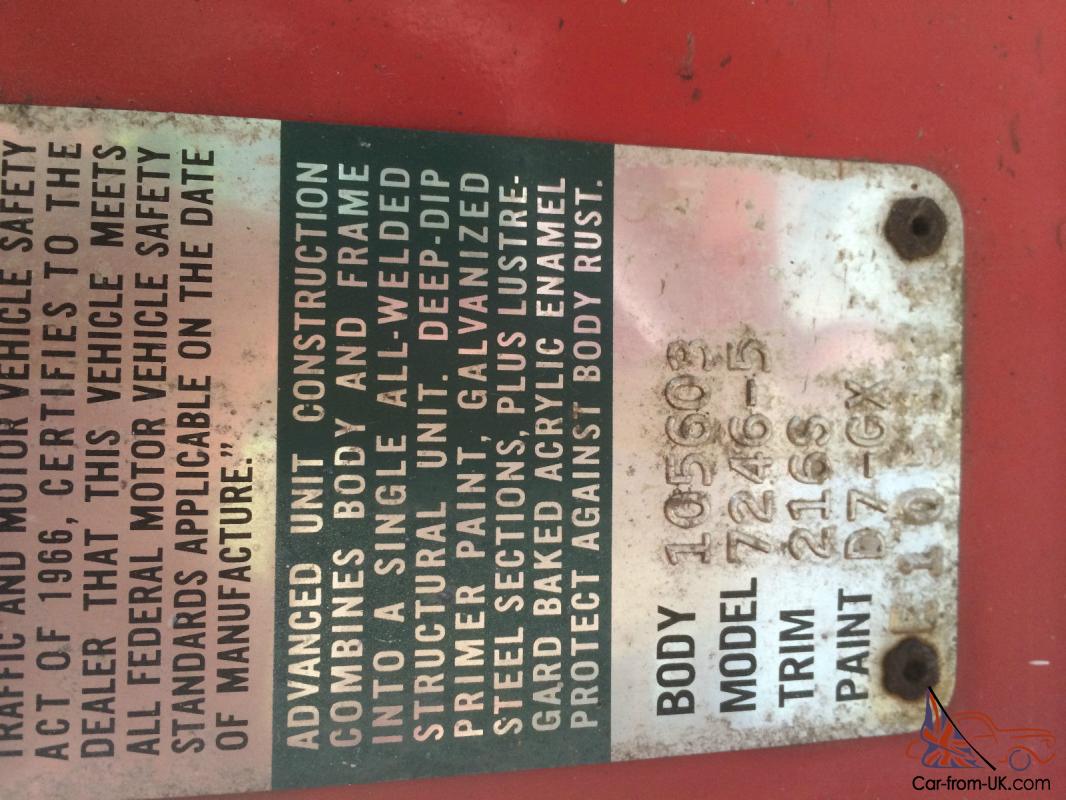 TRAFFIC AND MOTOR VEHICLE SAFETY
ACT OF 1966, CERTIFIES TO THE
DEALER THAT THIS VEHICLE MEETS
ALL FEDERAL MOTOR VEHICLE SAFETY
STANDARDS APPLICABLE ON THE DATE
OF MANUFACTURE.”
ADVANCED UNIT CONSTRUCTION
COMBINES BODY AND FRAME
INTO A SINGLE ALL-WELDED
STRUCTURAL UNIT. DEEP-DIP
PRIMER PAINT, GALVANIZED
STEEL SECTIONS, PLUS LUSTRE-
GARD BAKED ACRYLIC ENAMEL
PROTECT AGAINST BODY RUST.
BODY 105603
MODEL 7246-5
TRIM 216S
PAINT D7-GX
Car-from-UK.com